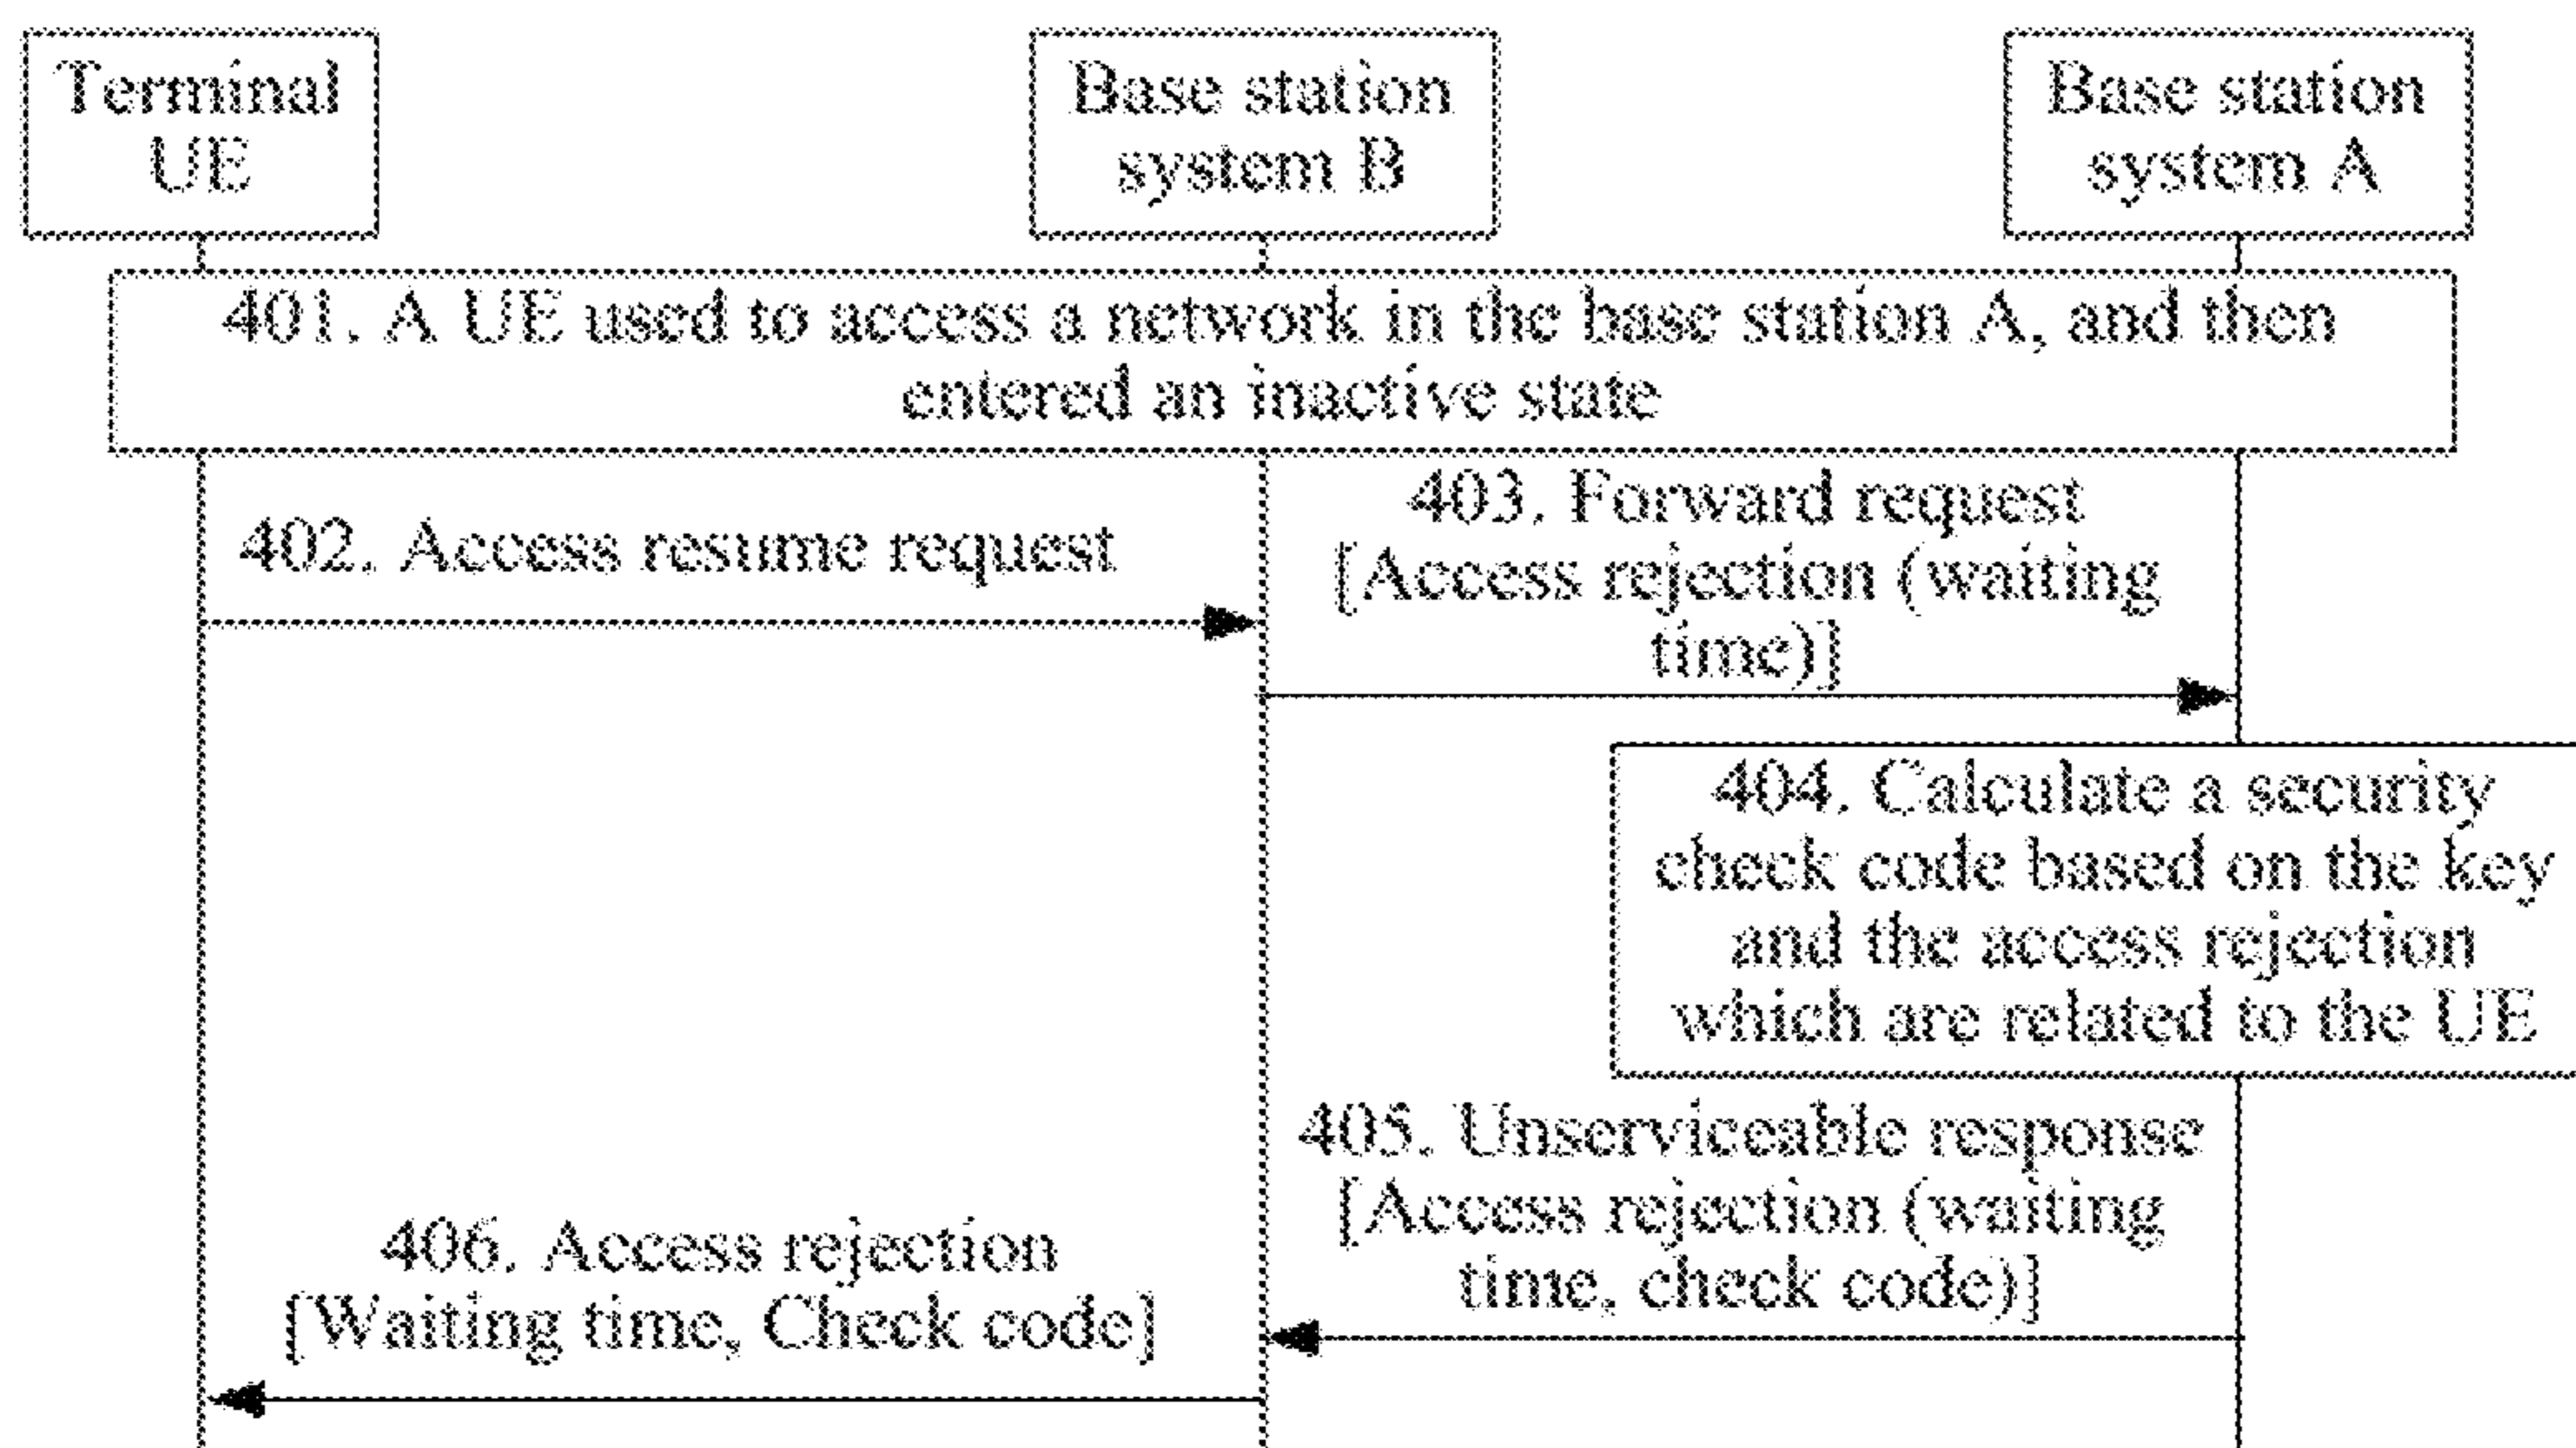 Terminal
UE
Base station
system B
Base station
system A
401. A UE used to access a network in the base station A, and then
entered an inactive state
402. Access resume request
403. Forward request
[Access rejection (waiting
time)]
404. Calculate a security
check code based on the key
and the access rejection
which are related to the UE
405. Unserviceable response
[Access rejection (waiting
time, check code)]
406. Access rejection
[Waiting time, Check code]